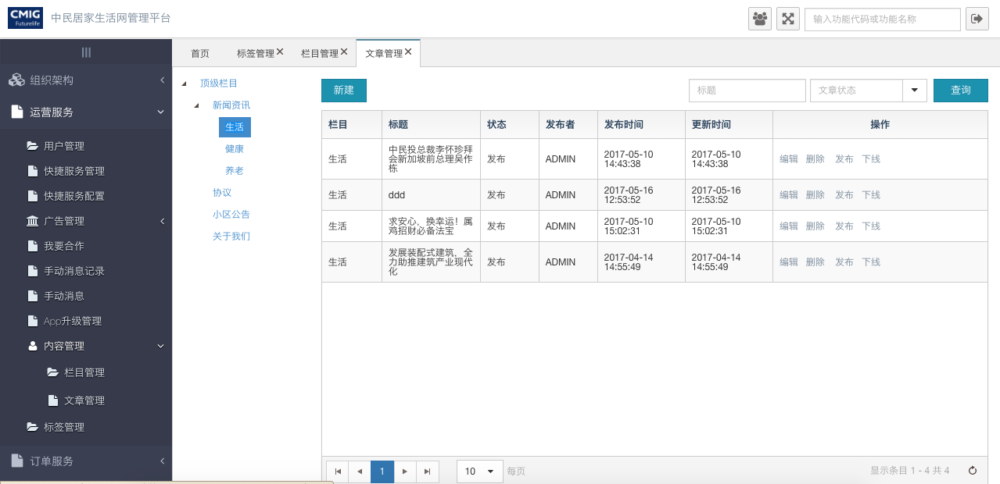 CMIG
Futurelife
中民居家生活网管理平台
输入功能代码或功能名称
首页 标签管理 栏目管理 文章管理
组织架构
运营服务
用户管理
快捷服务管理
快捷服务配置
广告管理
我要合作
手动消息记录
手动消息
App升级管理
内容管理
栏目管理
文章管理
标签管理
订单服务
顶级栏目
新闻资讯
生活
健康
养老
协议
小区公告
关于我们
新建 标题 文章状态 查询
栏目 标题 状态 发布者 发布时间 更新时间 操作
生活 中民投总裁李怀珍拜会新加坡前总理吴作栋 发布 ADMIN 2017-05-10 14:43:38 2017-05-10 14:43:38 编辑 删除 发布 下线
生活 ddd 发布 ADMIN 2017-05-16 12:53:52 2017-05-16 12:53:52 编辑 删除 发布 下线
生活 求安心，换幸运！属鸡招财必备法宝 发布 ADMIN 2017-05-10 15:02:31 2017-05-10 15:02:31 编辑 删除 发布 下线
生活 发展装配式建筑，全力助推建筑产业现代化 发布 ADMIN 2017-04-14 14:55:49 2017-04-14 14:55:49 编辑 删除 发布 下线
1 10 每页 显示条目 1 - 4 共 4